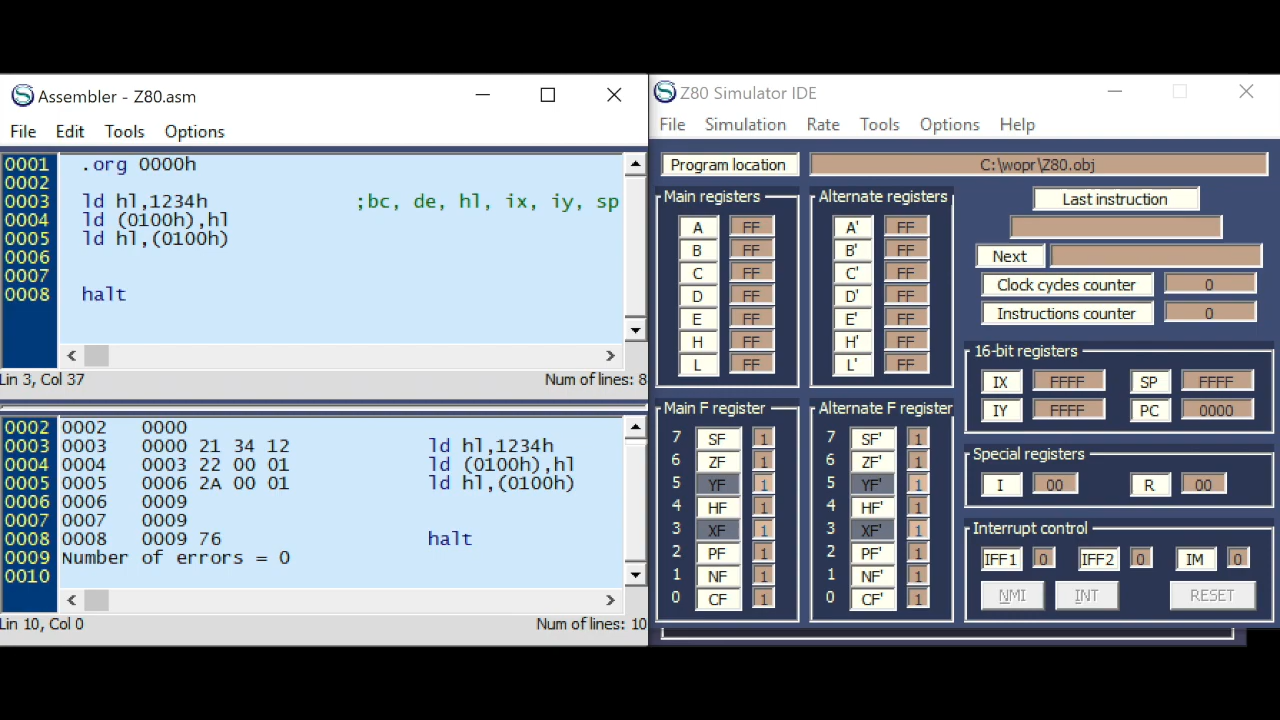 Assembler - Z80.asm
File Edit Tools Options
0001 .org 0000h
0002
0003 ld hl,1234h ;bc, de, hl, ix, iy, sp
0004 ld (0100h),hl
0005 ld hl,(0100h)
0006
0007
0008 halt
Lin 3, Col 37 Num of lines: 8
0002 0002 0000
0003 0003 0000 21 34 12 ld hl,1234h
0004 0004 0003 22 00 01 ld (0100h),hl
0005 0005 0006 2A 00 01 ld hl,(0100h)
0006 0006 0009
0007 0007 0009
0008 0008 0009 76 halt
0009 Number of errors = 0
0010
Lin 10, Col 0 Num of lines: 10
Z80 Simulator IDE
File Simulation Rate Tools Options Help
Program location C:\wopr\Z80.obj
Main registers
A FF
B FF
C FF
D FF
E FF
H FF
L FF
Alternate registers
A' FF
B' FF
C' FF
D' FF
E' FF
H' FF
L' FF
Last instruction
Next
Clock cycles counter 0
Instructions counter 0
16-bit registers
IX FFFF SP FFFF
IY FFFF PC 0000
Main F register
7 SF 1
6 ZF 1
5 YF 1
4 HF 1
3 XF 1
2 PF 1
1 NF 1
0 CF 1
Alternate F register
7 SF' 1
6 ZF' 1
5 YF' 1
4 HF' 1
3 XF' 1
2 PF' 1
1 NF' 1
0 CF' 1
Special registers
I 00 R 00
Interrupt control
IFF1 0 IFF2 0 IM 0
NMI INT RESET